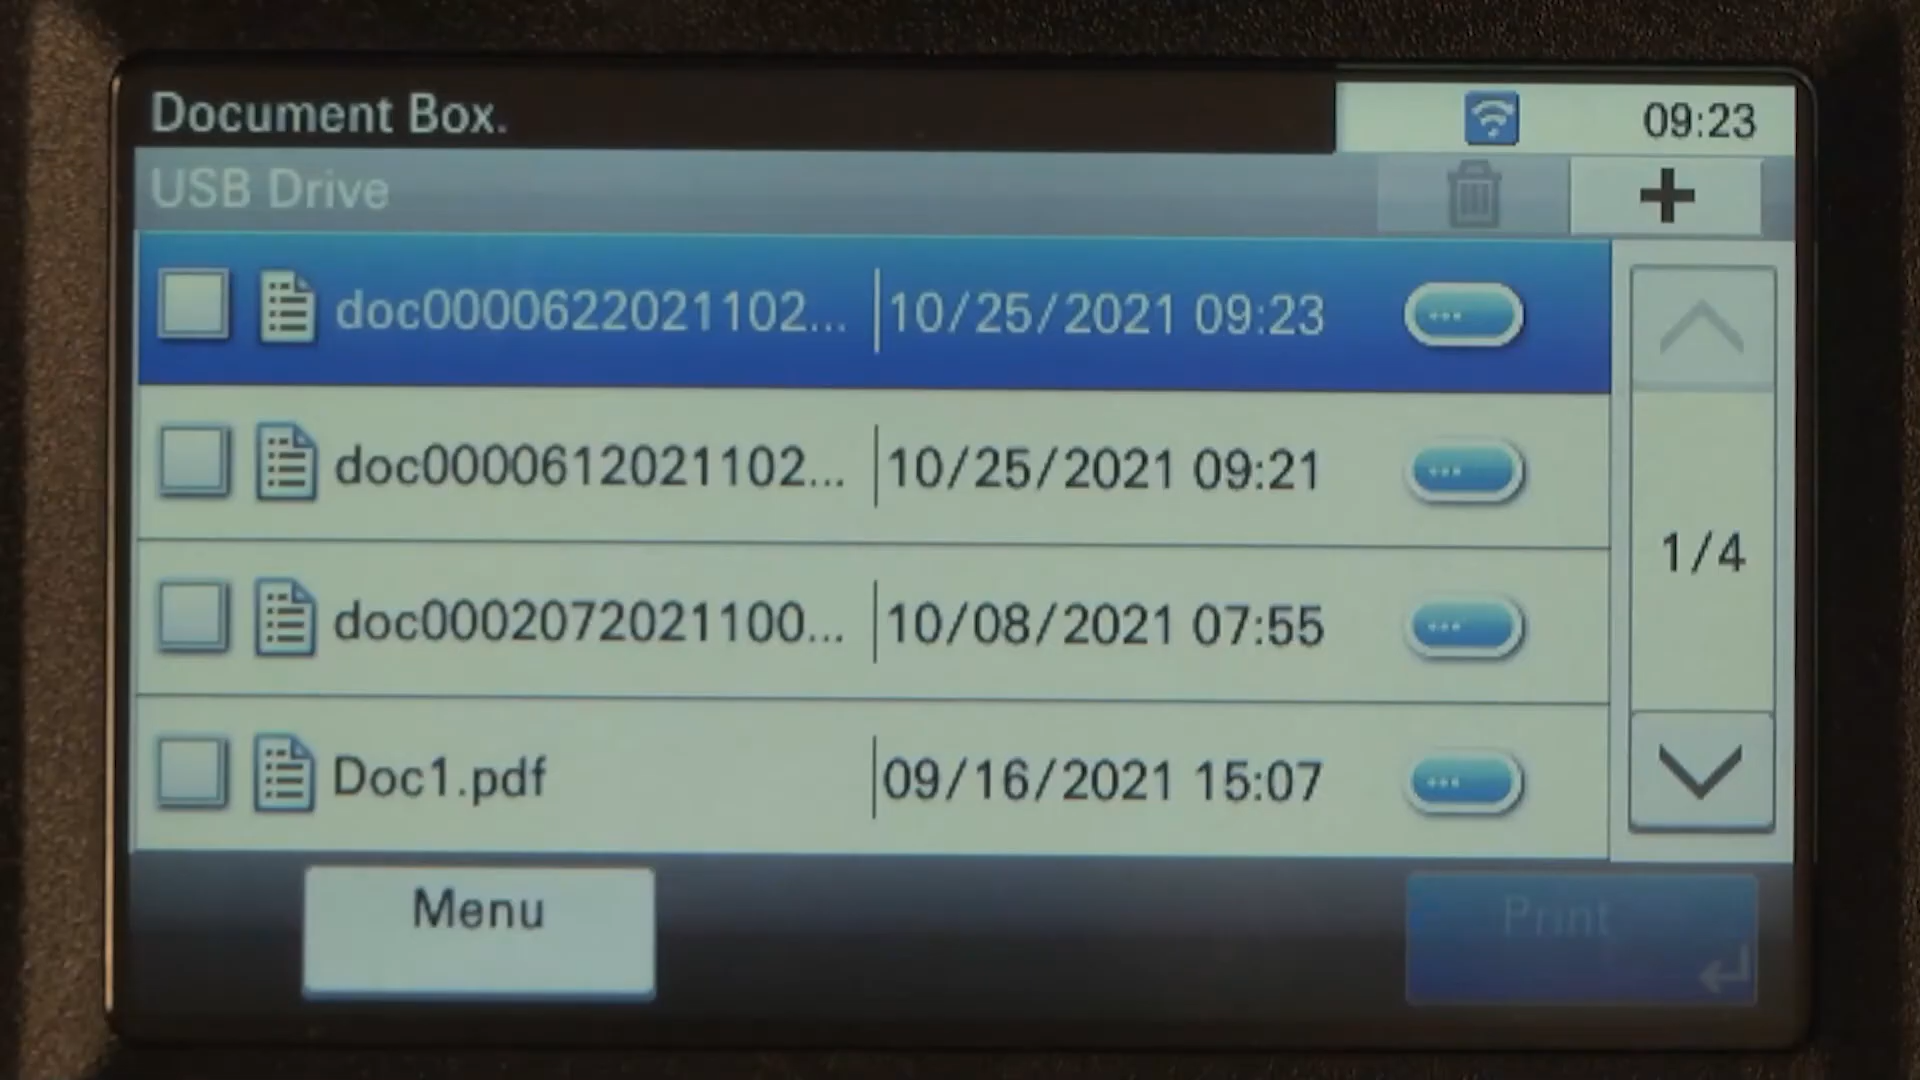 Document Box.
09:23
USB Drive
doc0000622021102... 10/25/2021 09:23
doc0000612021102... 10/25/2021 09:21
doc0002072021100... 10/08/2021 07:55
Doc1.pdf 09/16/2021 15:07
1/4
Menu
Print